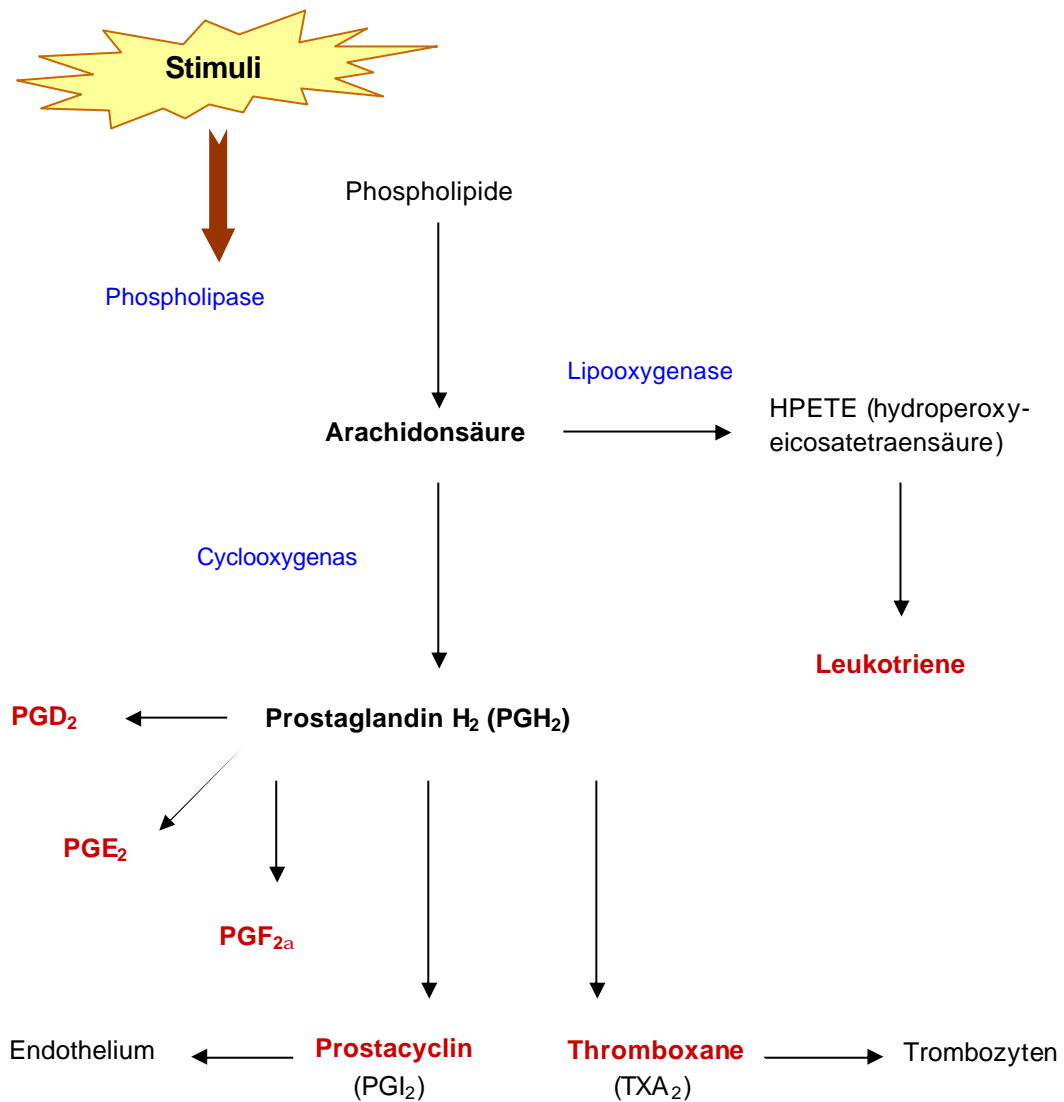 Stimuli
Phospholipide
Phospholipase
Lipooxygenase
Arachidonsäure
HPETE (hydroperoxy-
eicosatetraensäure)
Cyclooxygenas
Leukotriene
PGD₂
Prostaglandin H₂ (PGH₂)
PGE₂
PGF₂a
Endothelium
Prostacyclin
(PGI₂)
Thromboxane
(TXA₂)
Trombozyten